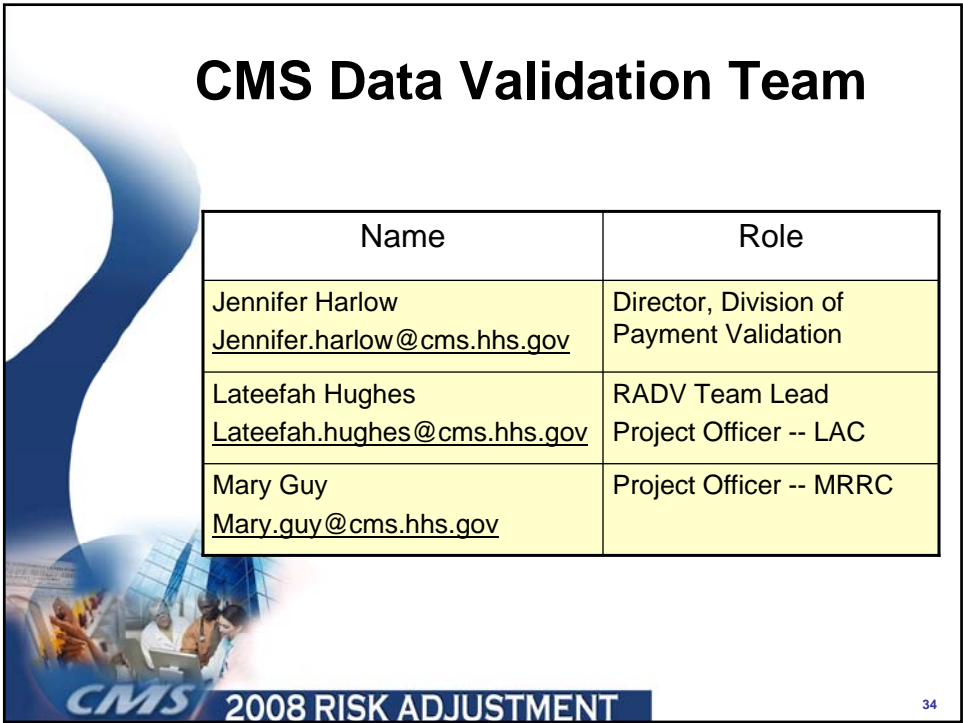 CMS Data Validation Team
Name
Role
Jennifer Harlow
Jennifer.harlow@cms.hhs.gov
Director, Division of
Payment Validation
Lateefah Hughes
Lateefah.hughes@cms.hhs.gov
RADV Team Lead
Project Officer -- LAC
Mary Guy
Mary.guy@cms.hhs.gov
Project Officer -- MRRC
CMS 2008 RISK ADJUSTMENT
34